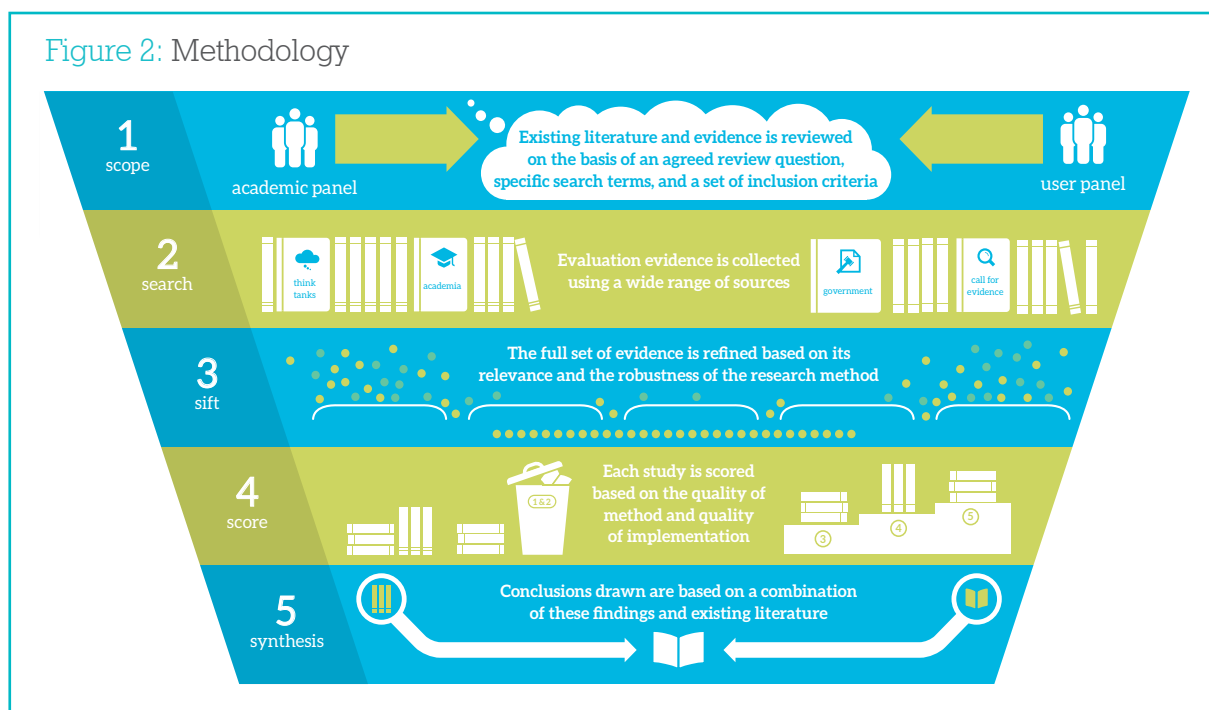 Figure 2: Methodology
1
scope
academic panel
Existing literature and evidence is reviewed
on the basis of an agreed review question,
specific search terms, and a set of inclusion criteria
user panel
2
search
think
tanks
academia
Evaluation evidence is collected
using a wide range of sources
government
call for
evidence
3
sift
The full set of evidence is refined based on its
relevance and the robustness of the research method
4
score
1 & 2
Each study is scored
based on the quality of
method and quality
of implementation
3
4
5
5
synthesis
Conclusions drawn are based on a combination
of these findings and existing literature